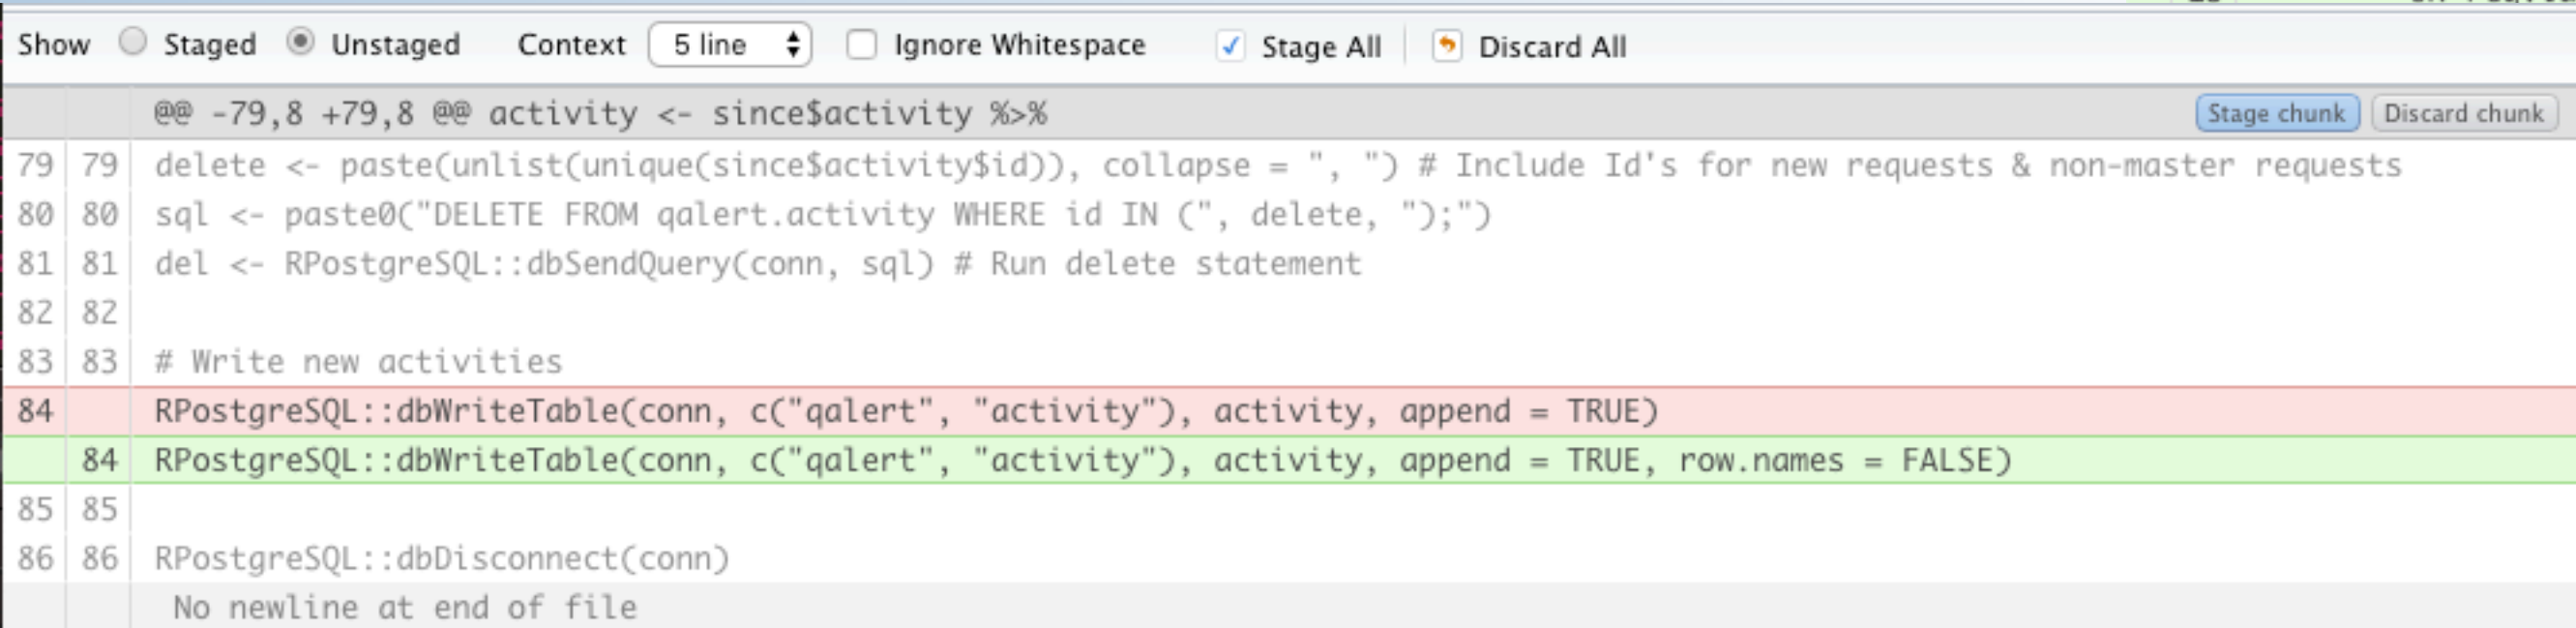 Show Staged Unstaged Context 5 line Ignore Whitespace Stage All Discard All
@@ -79,8 +79,8 @@ activity <- since$activity %>% Stage chunk Discard chunk
79 79 delete <- paste(unlist(unique(since$activity$id)), collapse = ", ") # Include Id's for new requests & non-master requests
80 80 sql <- paste0("DELETE FROM qalert.activity WHERE id IN (", delete, ");")
81 81 del <- RPostgreSQL::dbSendQuery(conn, sql) # Run delete statement
82 82
83 83 # Write new activities
84 RPostgreSQL::dbWriteTable(conn, c("qalert", "activity"), activity, append = TRUE)
84 RPostgreSQL::dbWriteTable(conn, c("qalert", "activity"), activity, append = TRUE, row.names = FALSE)
85 85
86 86 RPostgreSQL::dbDisconnect(conn)
No newline at end of file